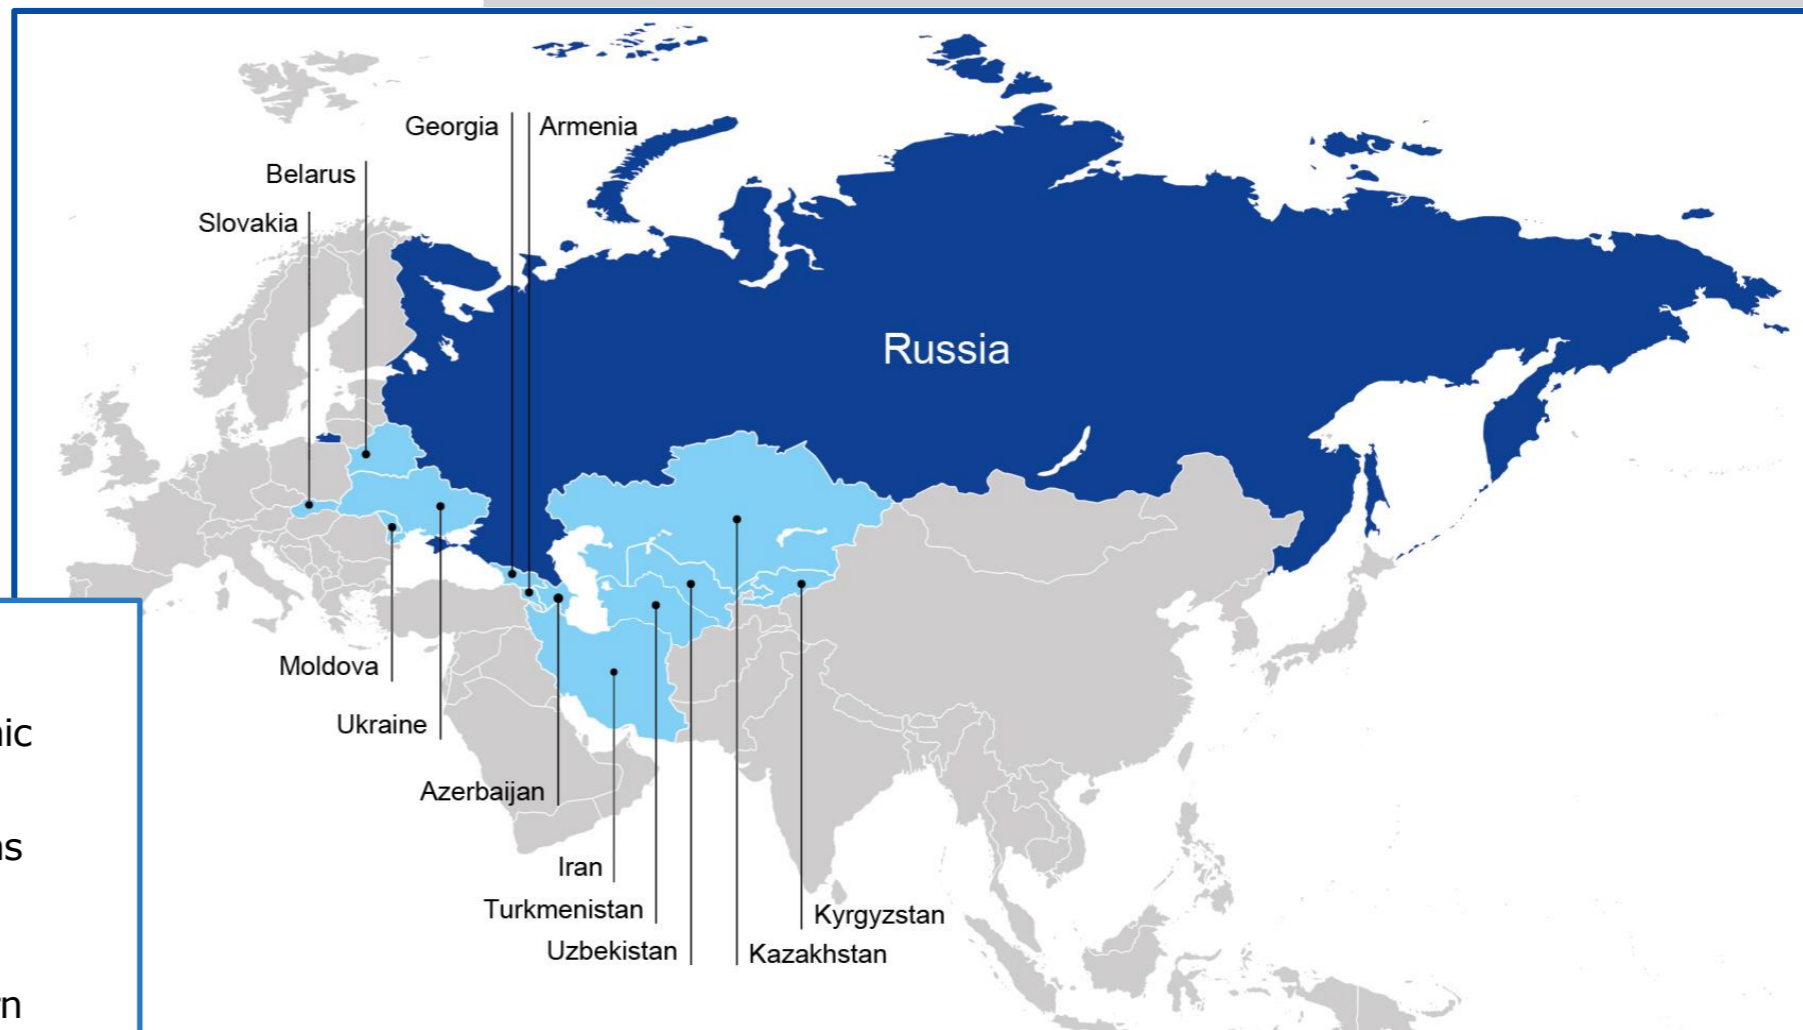 Georgia
Armenia
Belarus
Slovakia
Russia
Moldova
Ukraine
Azerbaijan
Iran
Turkmenistan
Kyrgyzstan
Uzbekistan
Kazakhstan